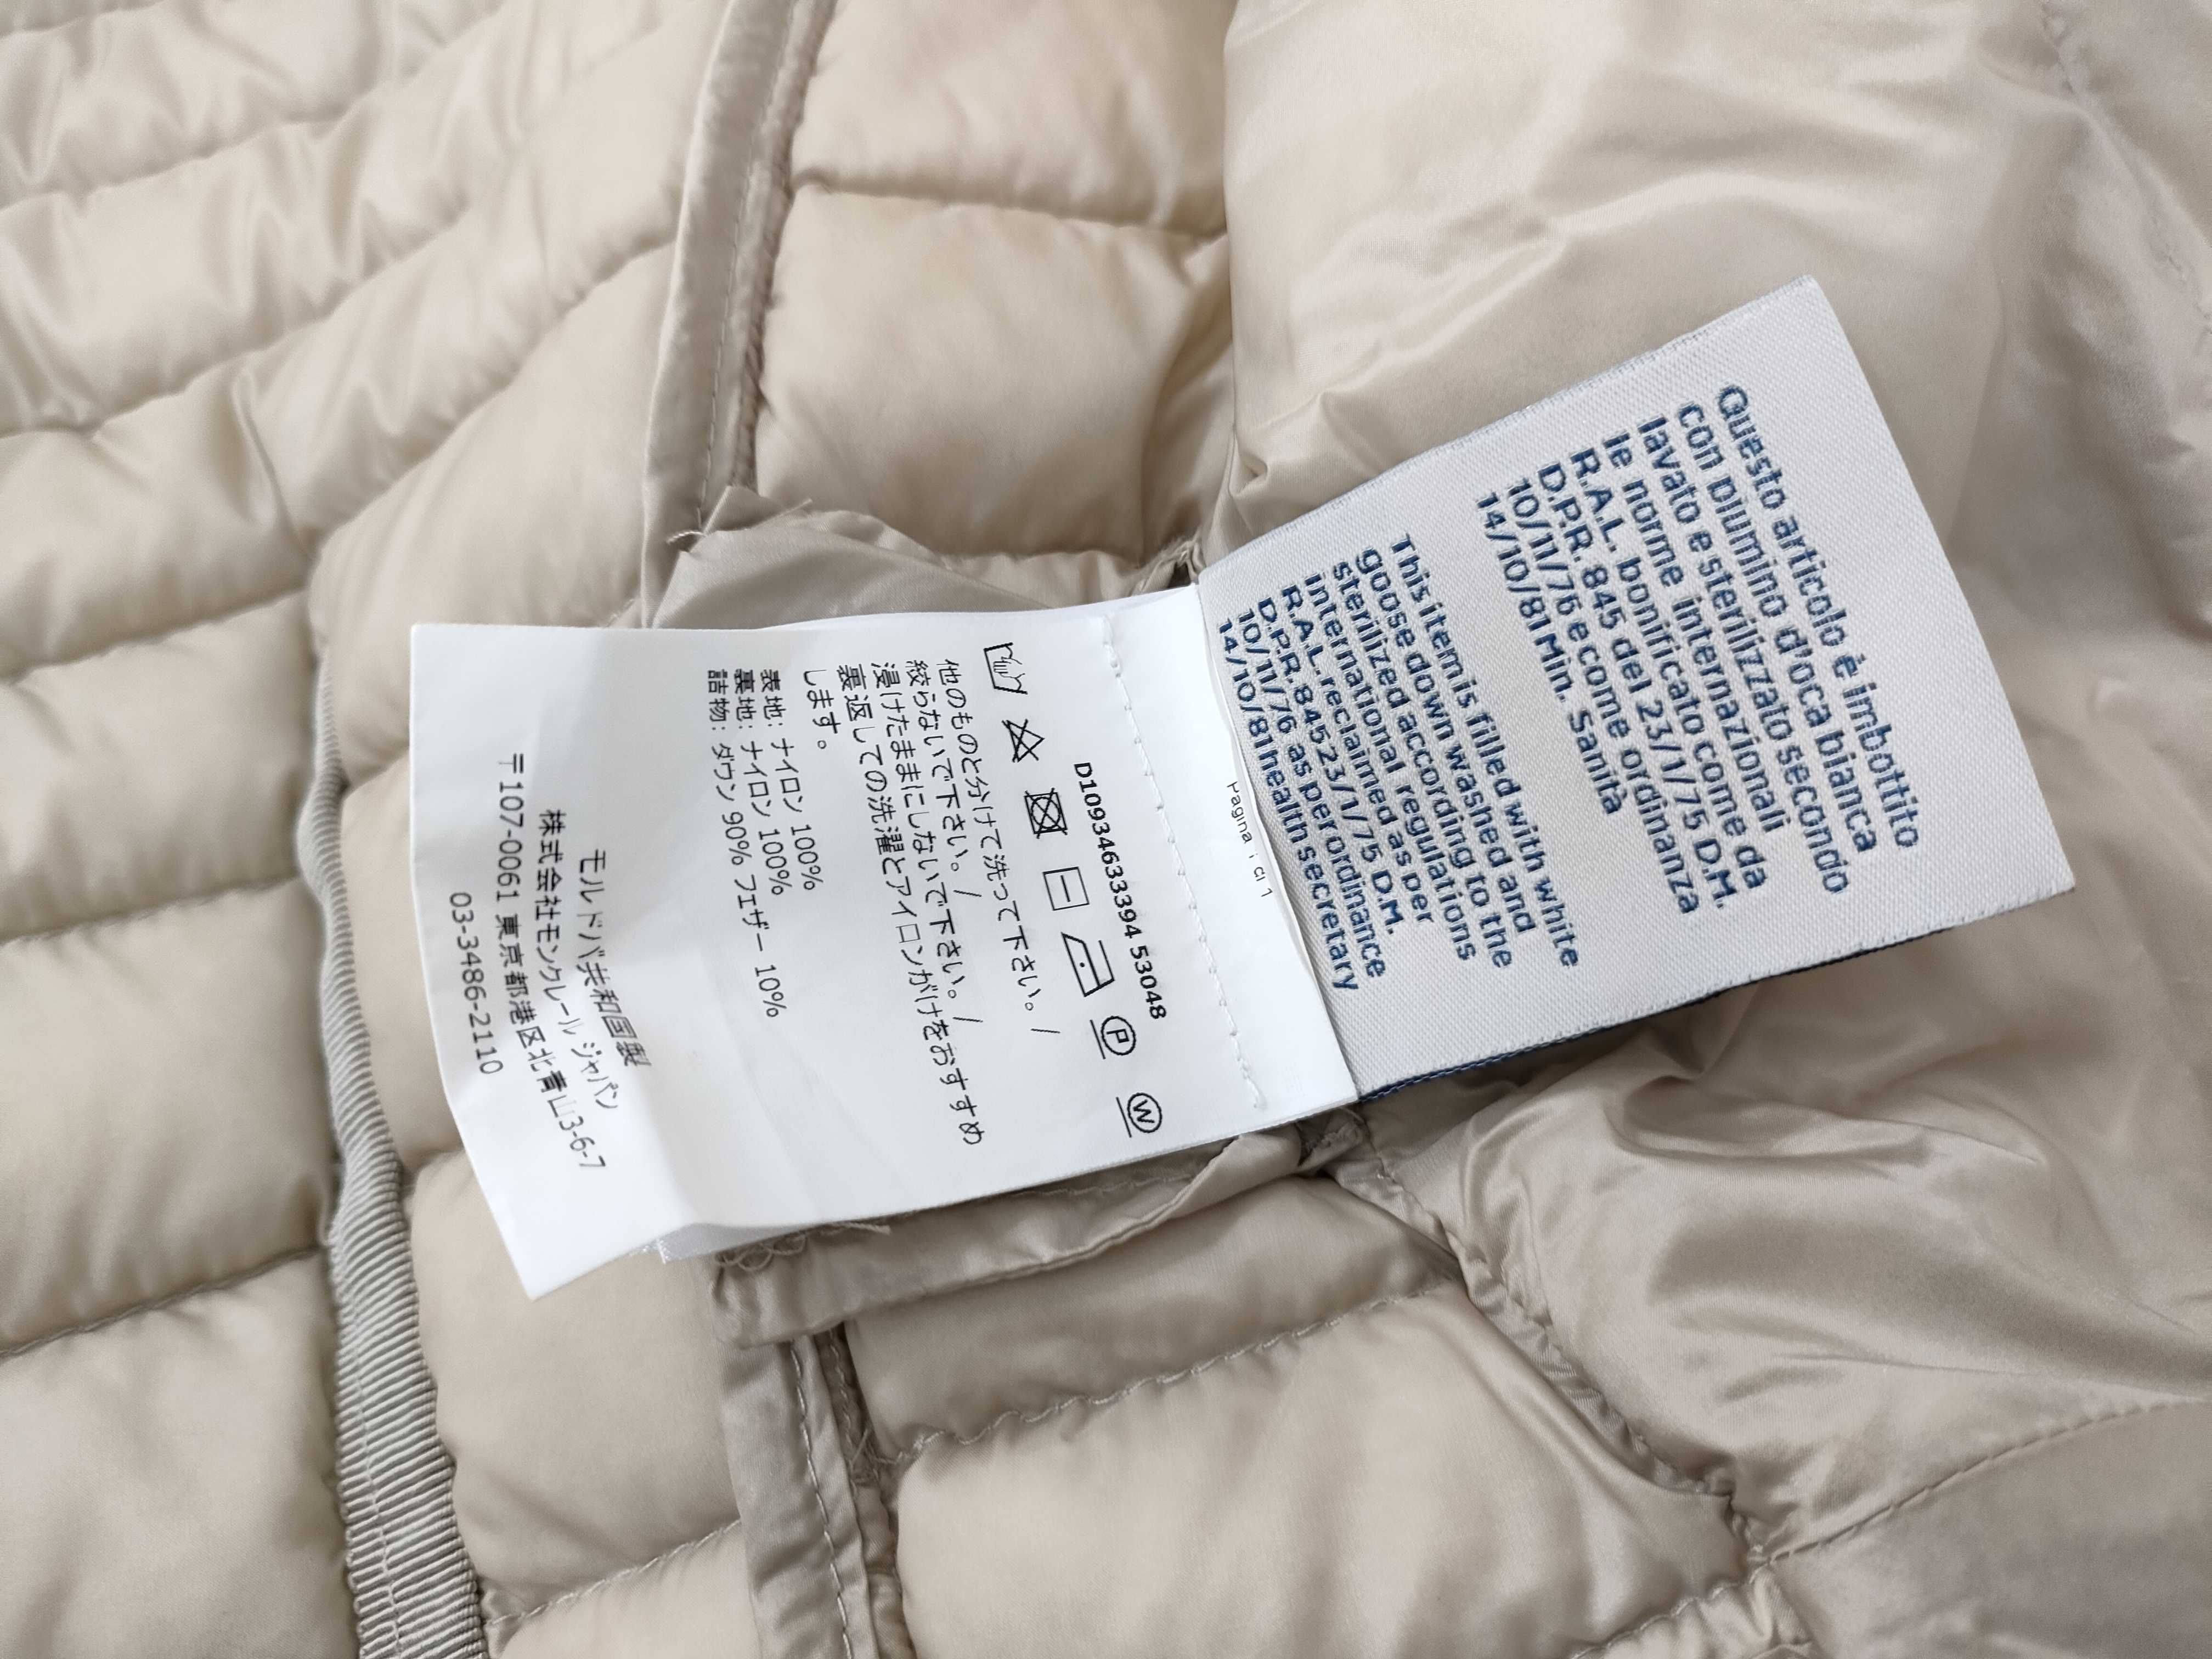 D10934633394 53048
P
W
他のものと分けて洗って下さい。 /
絞らないで下さい。 /
浸けたままにしないで下さい。 /
裏返しての洗濯とアイロンがけをおすすめ
します。
表地: ナイロン 100%
裏地: ナイロン 100%
詰物: ダウン 90% フェザー 10%
モルドバ共和国製
株式会社モンクレール ジャパン
〒107-0061 東京都港区北青山3-6-7
03-3486-2110
Pagina 1 di 1
Questo articolo è imbottito
con piumino d'oca bianca
lavato e sterilizzato secondo
le norme internazionali
R.A.L. bonificato come da
D.P.R. 845 del 23/1/75 D.M.
10/11/76 e come ordinanza
14/10/81 Min. Sanità
This item is filled with white
goose down washed and
sterilized according to the
international regulations
R.A.L. reclaimed as per
D.P.R. 845 23/1/75 D.M.
10/11/76 as per ordinance
14/10/81 health secretary